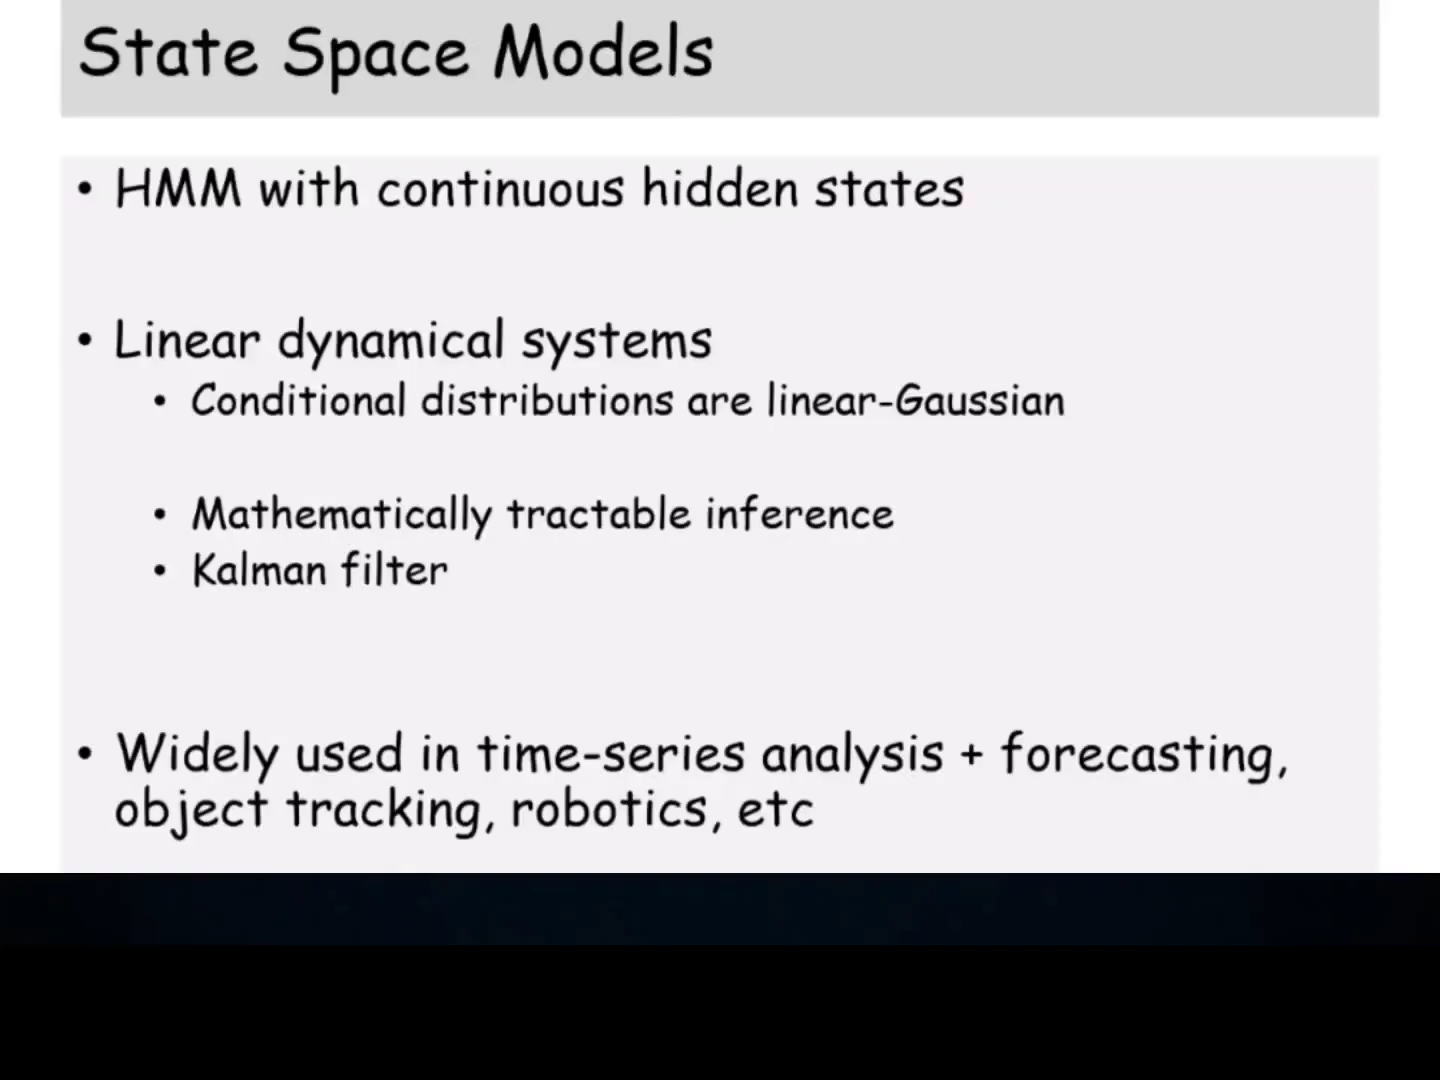 State Space Models
• HMM with continuous hidden states
• Linear dynamical systems
• Conditional distributions are linear-Gaussian
• Mathematically tractable inference
• Kalman filter
• Widely used in time-series analysis + forecasting,
object tracking, robotics, etc